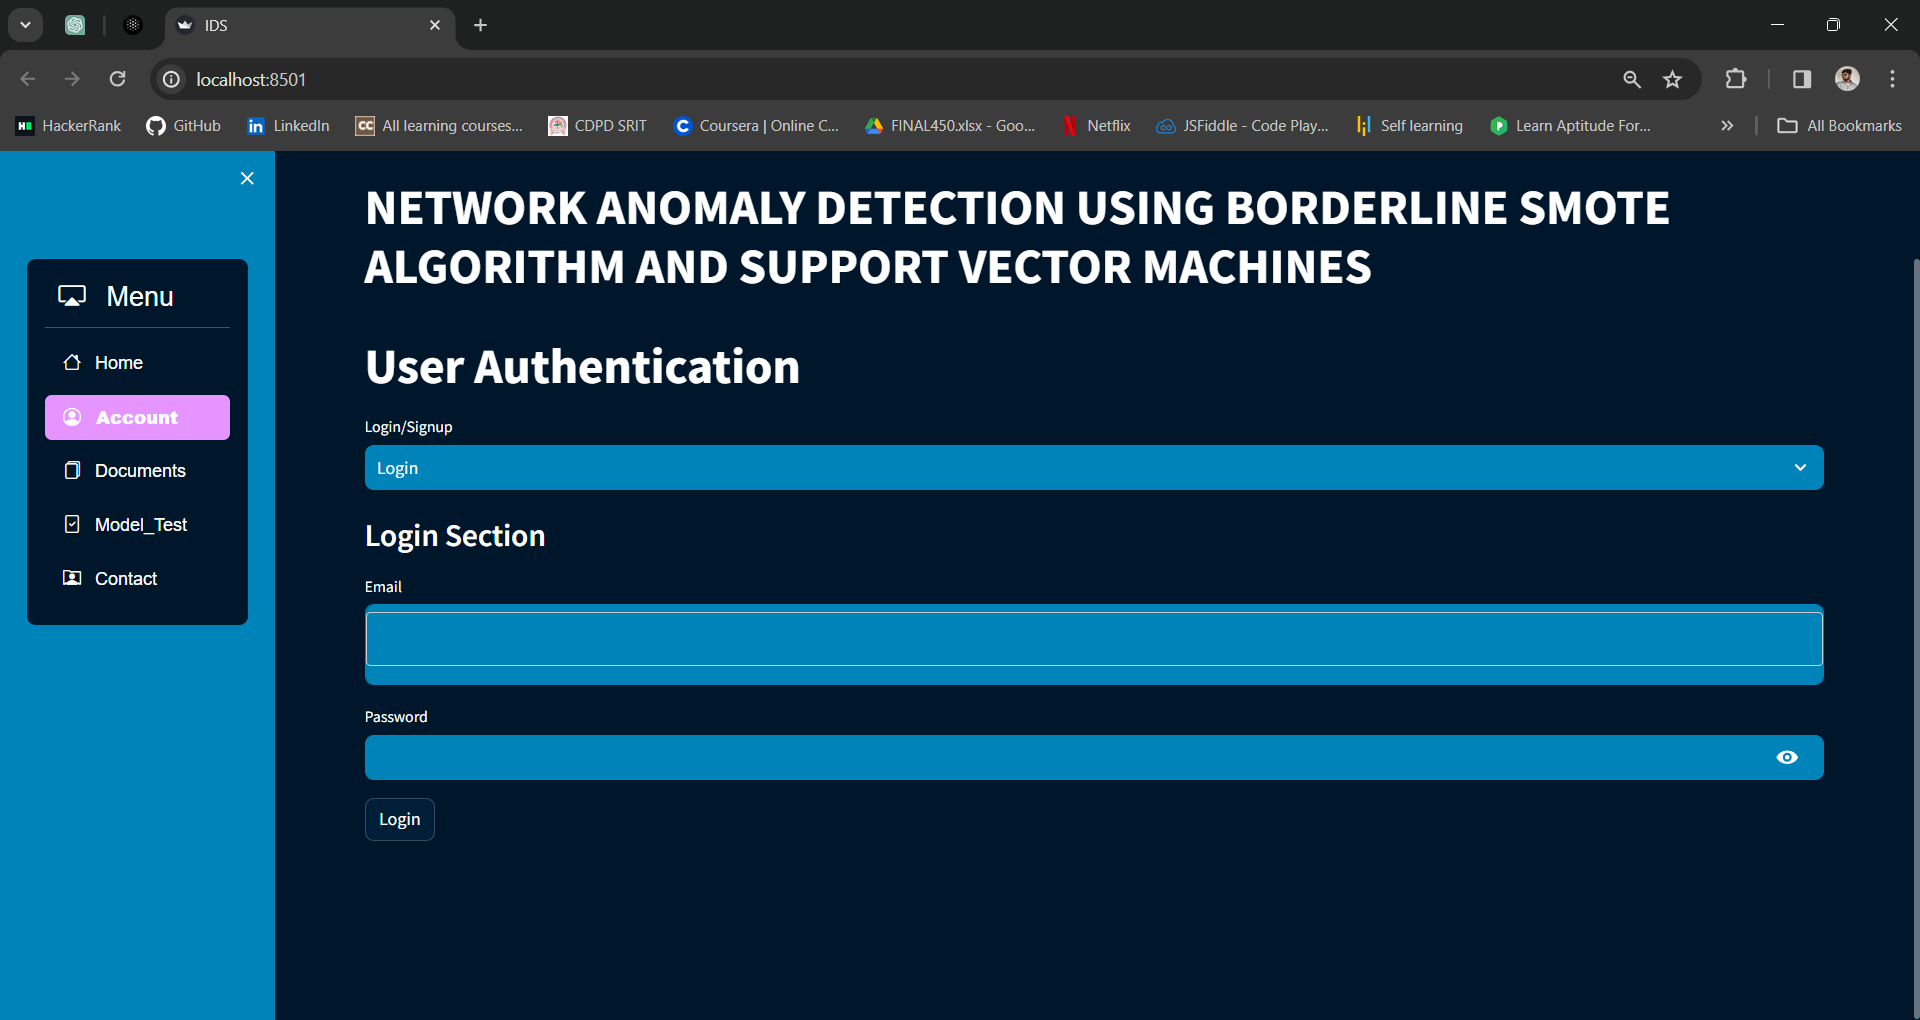 IDS
localhost:8501
HackerRank GitHub LinkedIn All learning courses... CDPD SRIT Coursera | Online C... FINAL450.xlsx - Goo... Netflix JSFiddle - Code Play... Self learning Learn Aptitude For... All Bookmarks
Menu
Home
Account
Documents
Model_Test
Contact
NETWORK ANOMALY DETECTION USING BORDERLINE SMOTE
ALGORITHM AND SUPPORT VECTOR MACHINES
User Authentication
Login/Signup
Login
Login Section
Email
Password
Login